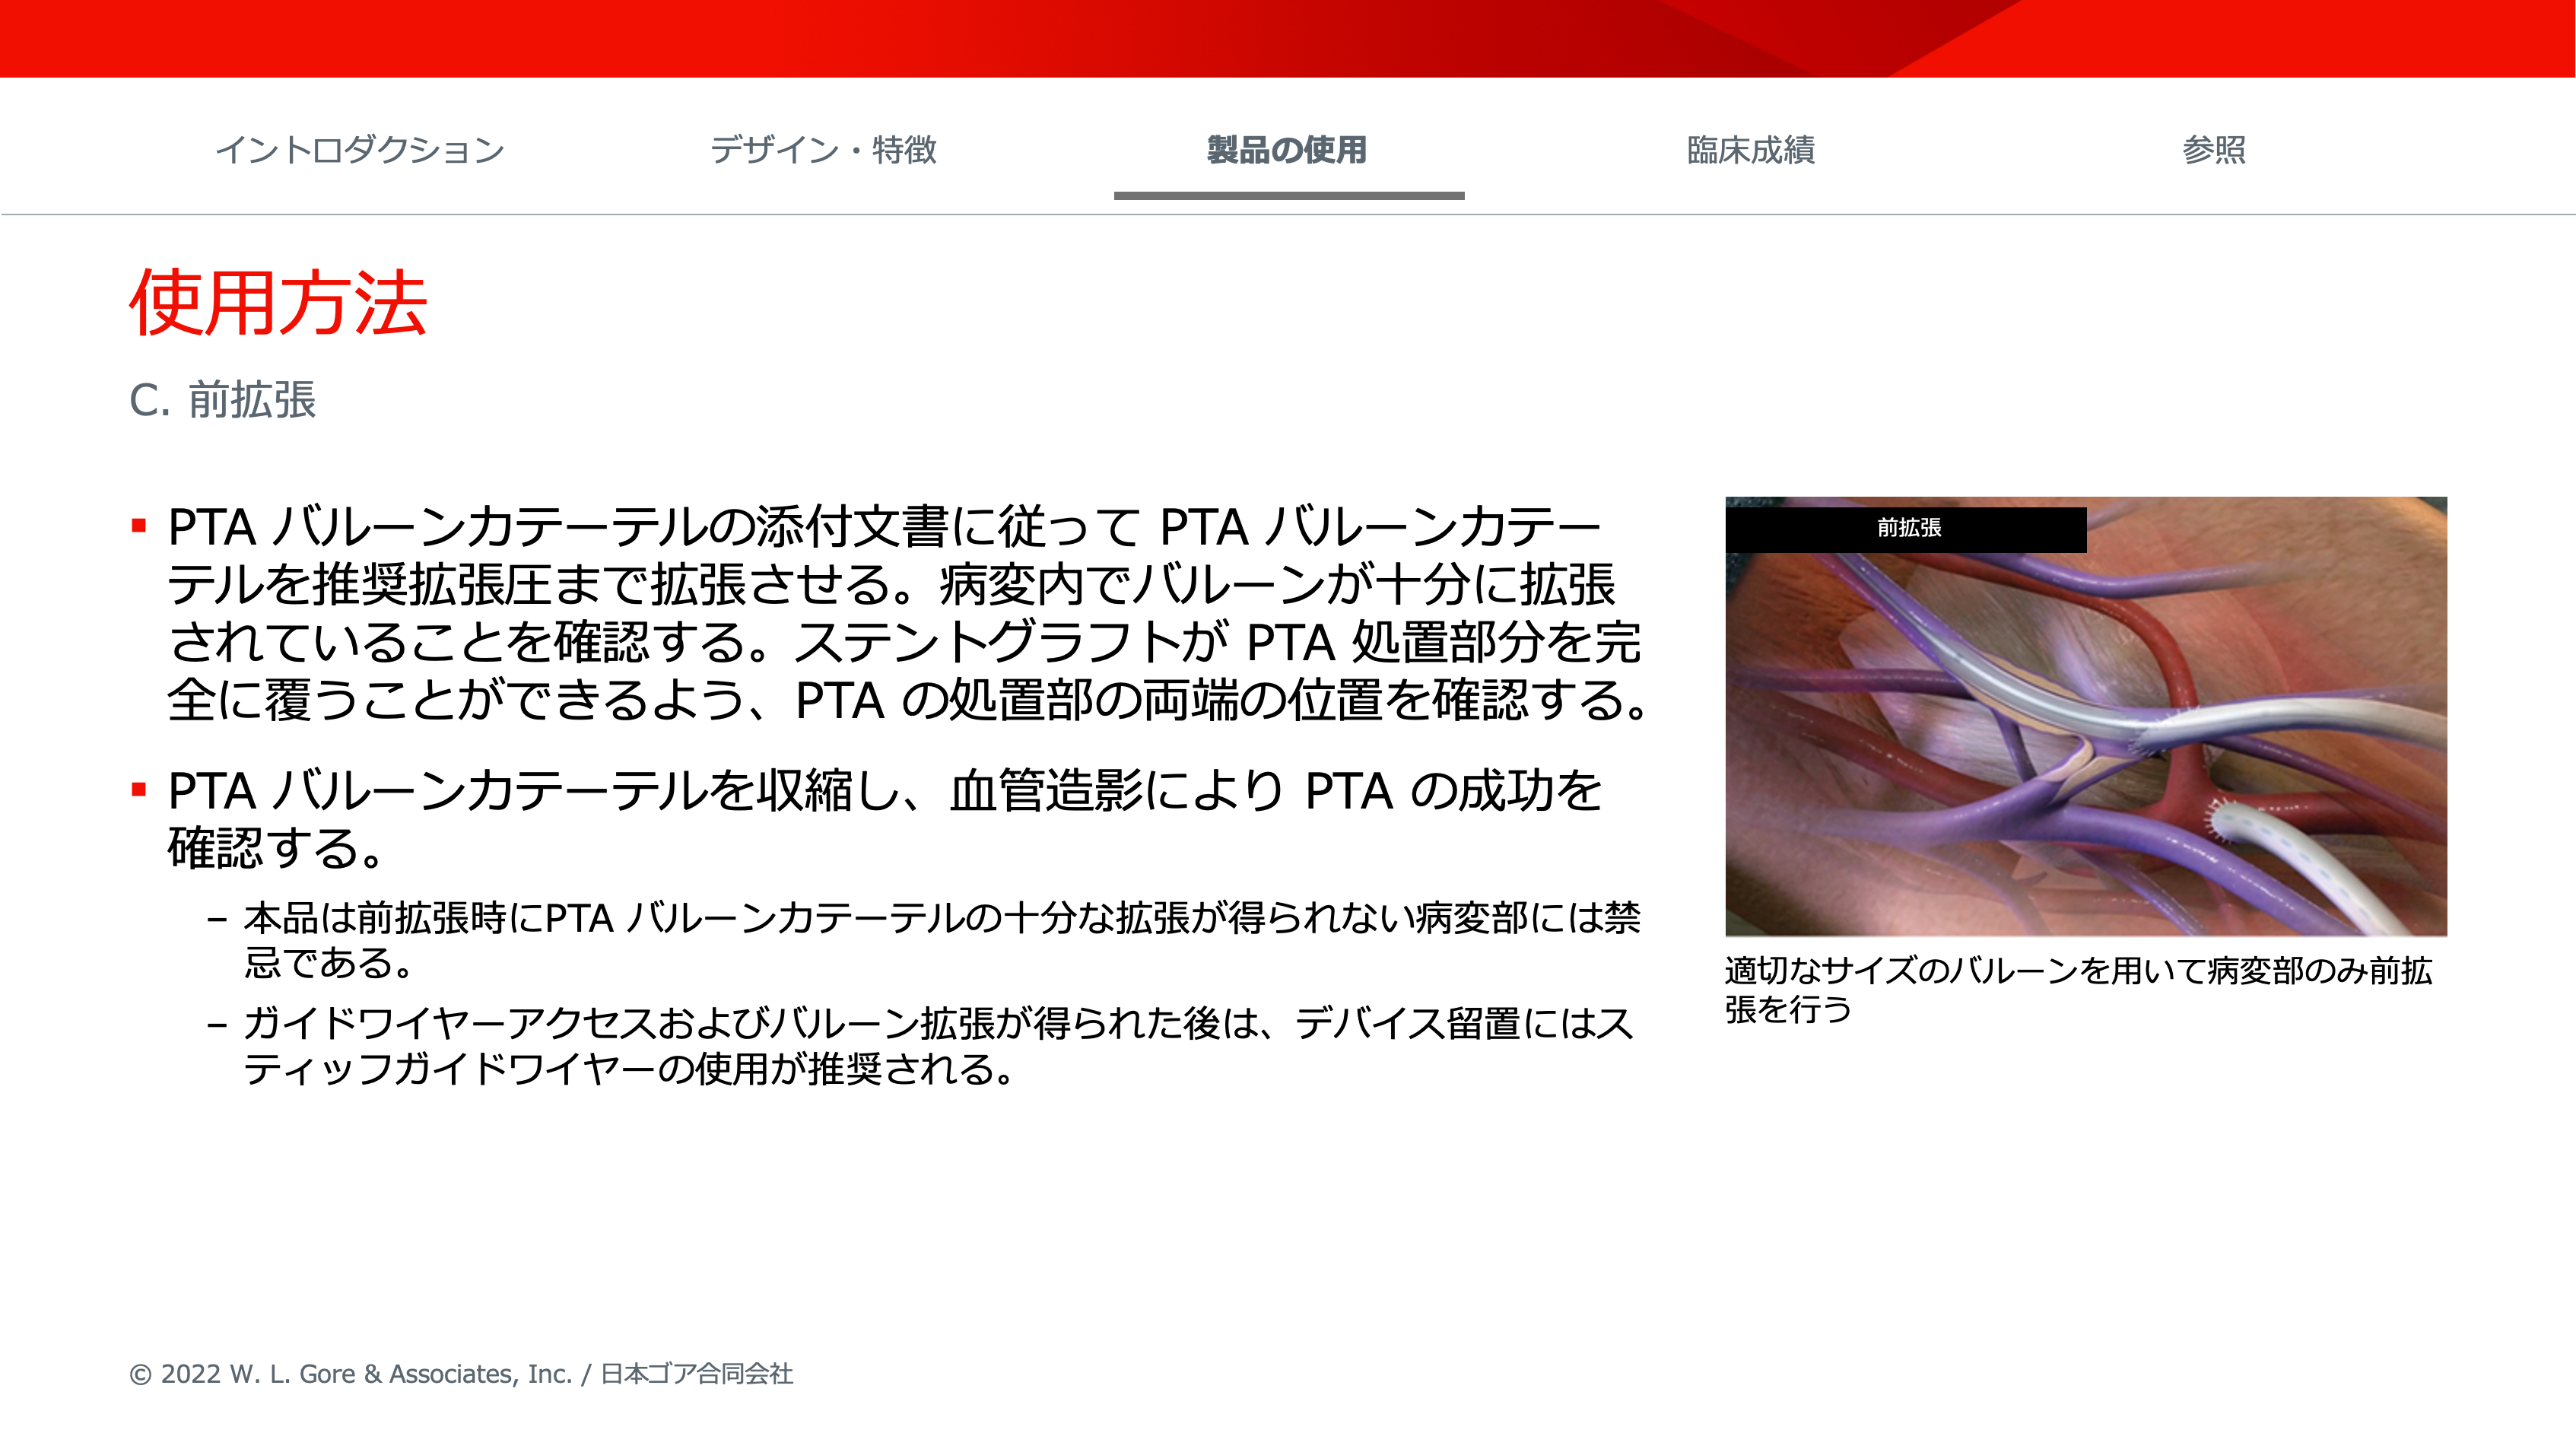 イントロダクション
デザイン・特徴
製品の使用
臨床成績
参照
使用方法
C. 前拡張
▪ PTA バルーンカテーテルの添付文書に従って PTA バルーンカテー
テルを推奨拡張圧まで拡張させる。病変内でバルーンが十分に拡張
されていることを確認する。ステントグラフトが PTA 処置部分を完
全に覆うことができるよう、PTA の処置部の両端の位置を確認する。
▪ PTA バルーンカテーテルを収縮し、血管造影により PTA の成功を
確認する。
– 本品は前拡張時にPTA バルーンカテーテルの十分な拡張が得られない病変部には禁
忌である。
– ガイドワイヤーアクセスおよびバルーン拡張が得られた後は、デバイス留置にはス
ティッフガイドワイヤーの使用が推奨される。
前拡張
適切なサイズのバルーンを用いて病変部のみ前拡
張を行う
© 2022 W. L. Gore & Associates, Inc. / 日本ゴア合同会社